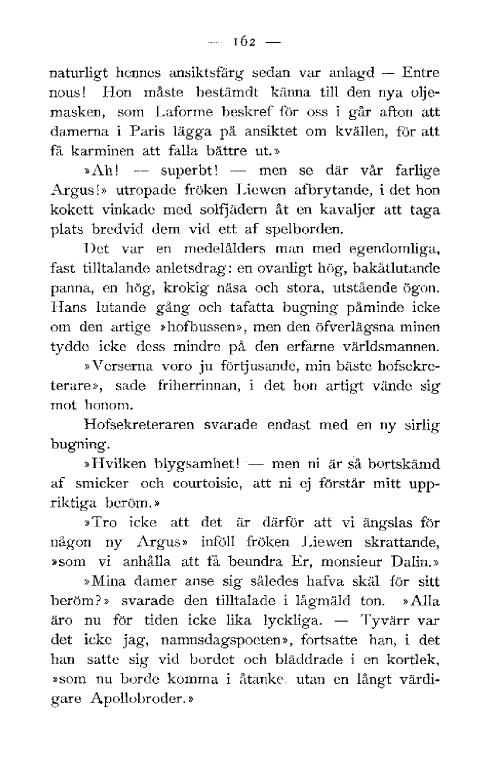 — 162 —
naturligt hennes ansiktsfärg sedan var anlagd — Entre
nous! Hon måste bestämdt känna till den nya olje-
masken, som Laforme beskref för oss i går afton att
damerna i Paris lägga på ansiktet om kvällen, för att
få karminen att falla bättre ut.»
»Ah! — superbt! — men se där vår farlige
Argus!» utropade fröken Liewen afbrytande, i det hon
kokett vinkade med solfjädern åt en kavaljer att taga
plats bredvid dem vid ett af spelborden.
Det var en medelålders man med egendomliga,
fast tilltalande anletsdrag: en ovanligt hög, bakåtlutande
panna, en hög, krokig näsa och stora, utstående ögon.
Hans lutande gång och tafatta bugning påminde icke
om den artige »hofbussen», men den öfverlägsna minen
tydde icke dess mindre på den erfarne världsmannen.
»Verserna voro ju förtjusande, min bäste hofsekre-
terare», sade friherrinnan, i det hon artigt vände sig
mot honom.
Hofsekreteraren svarade endast med en ny sirlig
bugning.
»Hvilken blygsamhet! — men ni är så bortskämd
af smicker och courtoisie, att ni ej förstår mitt upp-
riktiga beröm.»
»Tro icke att det är därför att vi ängslas för
någon ny Argus» inföll fröken Liewen skrattande,
»som vi anhålla att få beundra Er, monsieur Dalin.»
»Mina damer anse sig således hafva skäl för sitt
beröm?» svarade den tilltalade i lågmäld ton. »Alla
äro nu för tiden icke lika lyckliga. — Tyvärr var
det icke jag, namnsdagspoeten», fortsatte han, i det
han satte sig vid bordet och bläddrade i en kortlek,
»som nu borde komma i åtanke. utan en långt värdi-
gare Apollobroder.»